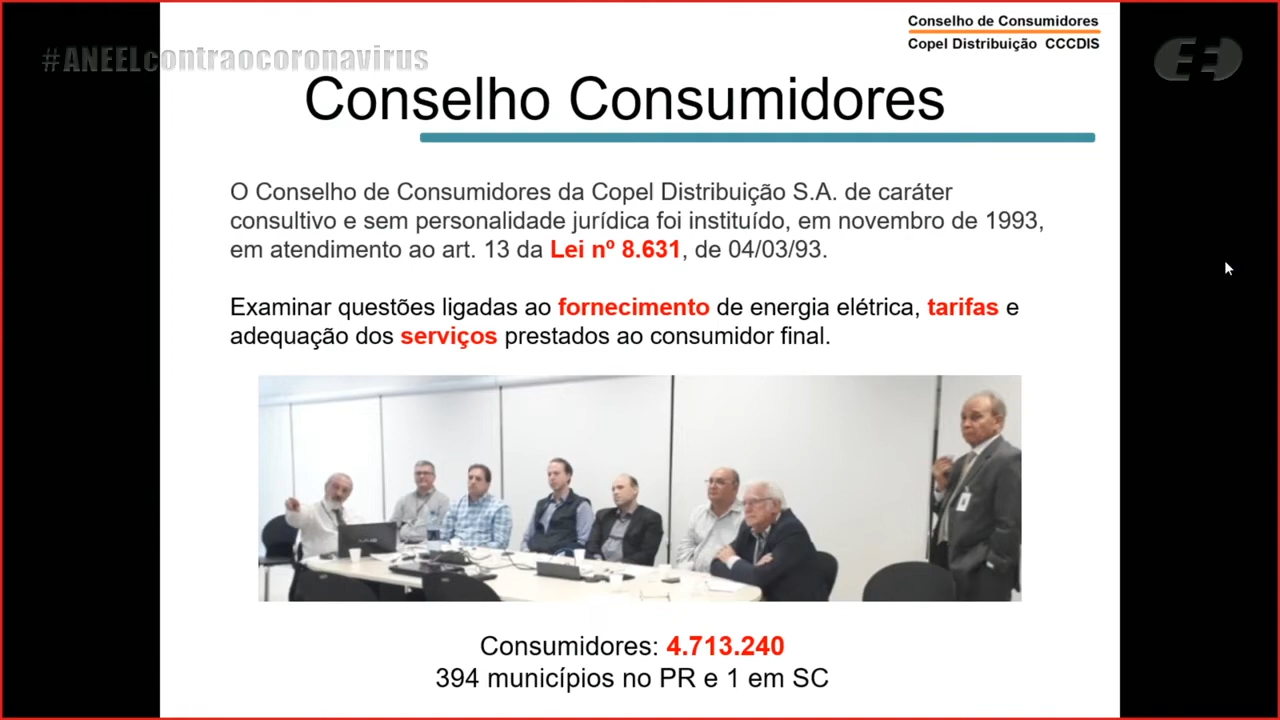 Conselho de Consumidores
Copel Distribuição CCCDIS
#ANEELcontraocoronavirus
Conselho Consumidores
O Conselho de Consumidores da Copel Distribuição S.A. de caráter
consultivo e sem personalidade jurídica foi instituído, em novembro de 1993,
em atendimento ao art. 13 da Lei nº 8.631, de 04/03/93.
Examinar questões ligadas ao fornecimento de energia elétrica, tarifas e
adequação dos serviços prestados ao consumidor final.
Consumidores: 4.713.240
394 municípios no PR e 1 em SC